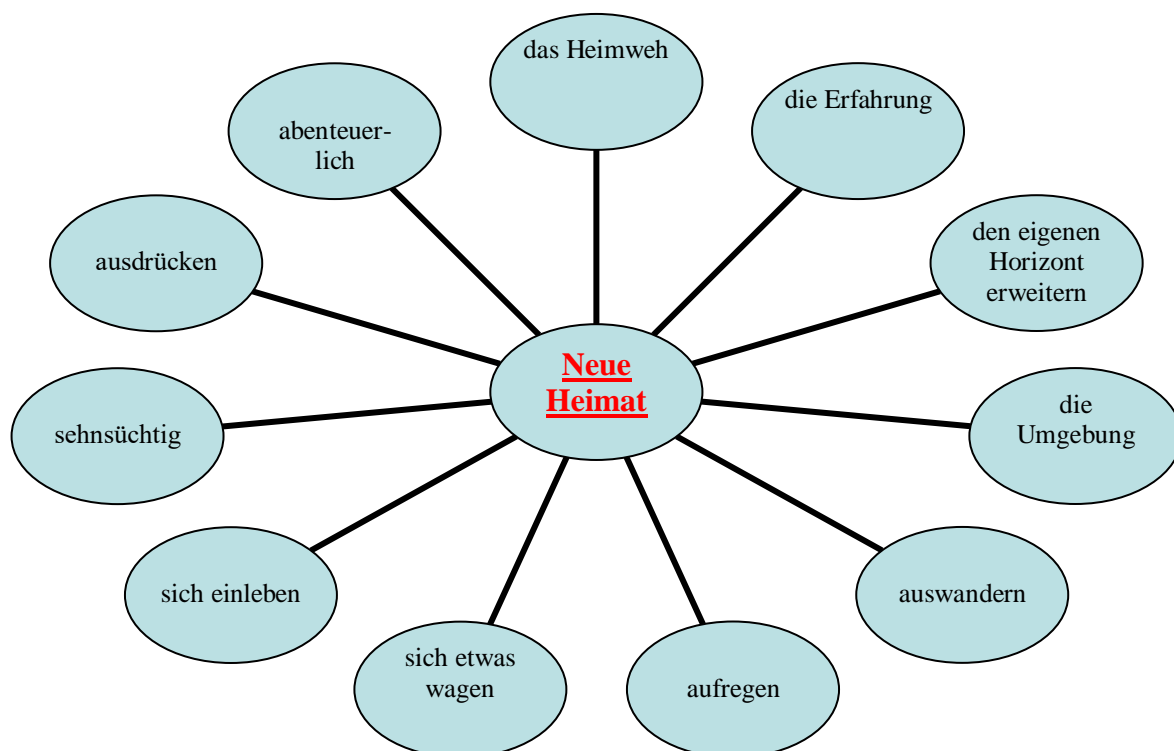 das Heimweh
die Erfahrung
abenteuer-
lich
den eigenen
Horizont
erweitern
ausdrücken
Neue
Heimat
die
Umgebung
sehnsüchtig
sich einleben
auswandern
sich etwas
wagen
aufregen